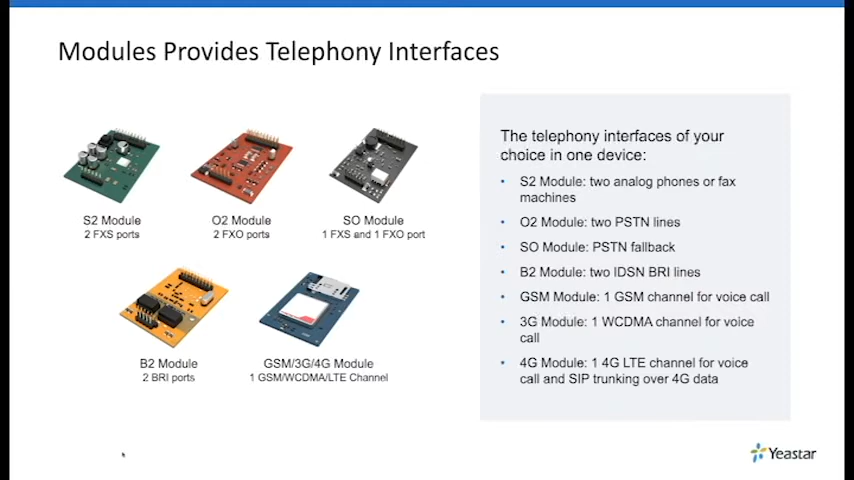 Modules Provides Telephony Interfaces
S2 Module
2 FXS ports
O2 Module
2 FXO ports
SO Module
1 FXS and 1 FXO port
B2 Module
2 BRI ports
GSM/3G/4G Module
1 GSM/WCDMA/LTE Channel
The telephony interfaces of your
choice in one device:
• S2 Module: two analog phones or fax
machines
• O2 Module: two PSTN lines
• SO Module: PSTN fallback
• B2 Module: two IDSN BRI lines
• GSM Module: 1 GSM channel for voice call
• 3G Module: 1 WCDMA channel for voice
call
• 4G Module: 1 4G LTE channel for voice
call and SIP trunking over 4G data
Yeastar